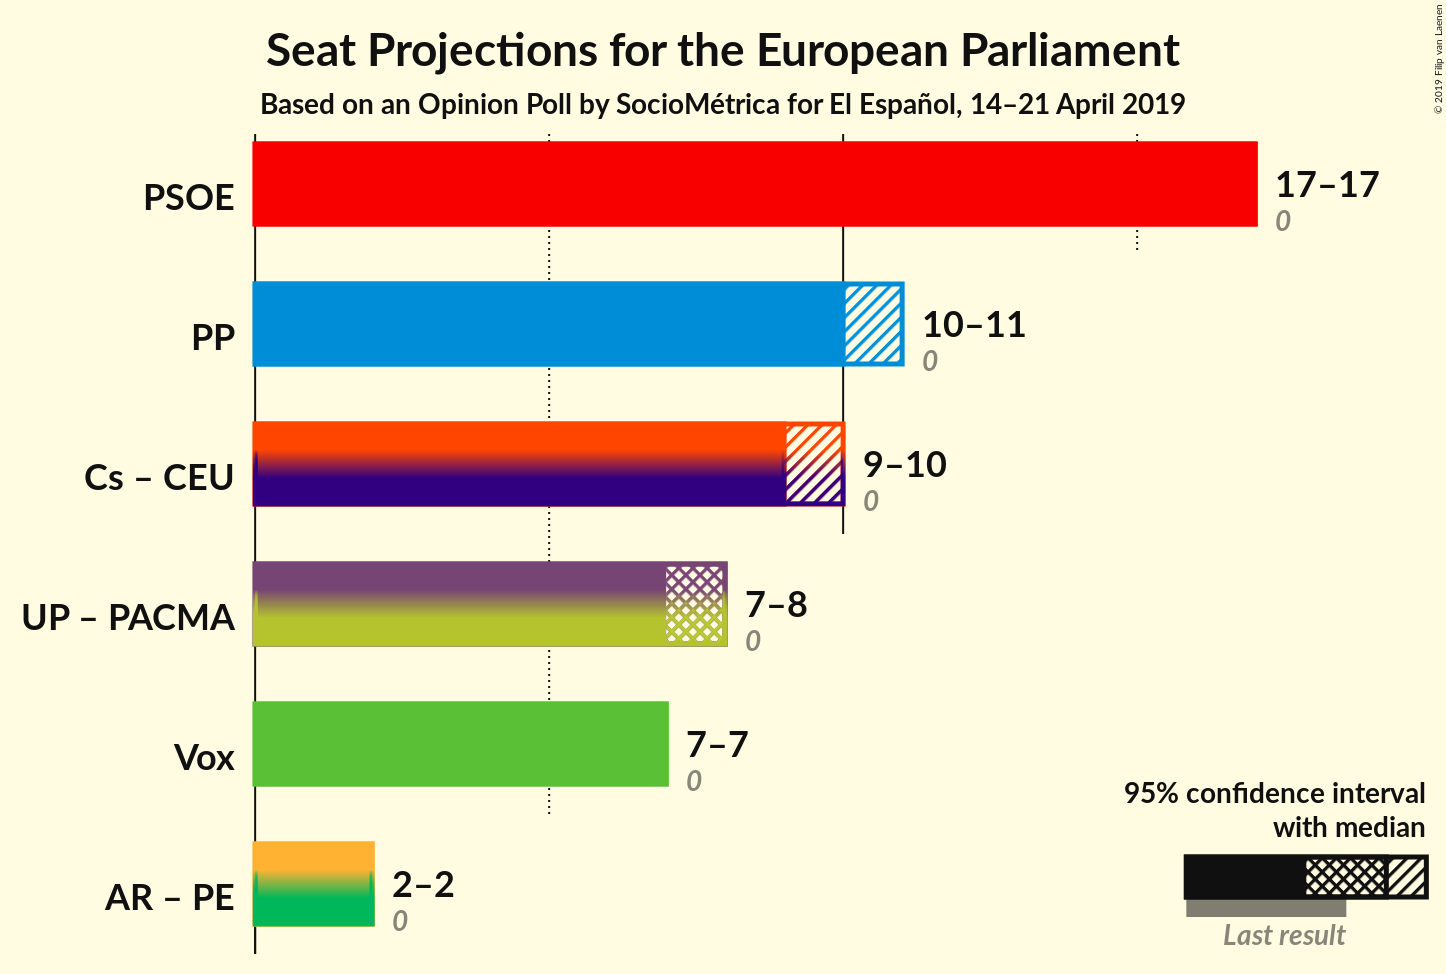 Seat Projections for the European Parliament
Based on an Opinion Poll by SocioMétrica for El Español, 14–21 April 2019
© 2019 Filip van Laenen
PSOE
17–17
0
PP
10–11
0
Cs – CEU
9–10
0
UP – PACMA
7–8
0
Vox
7–7
0
AR – PE
2–2
0
95% confidence interval
with median
Last result